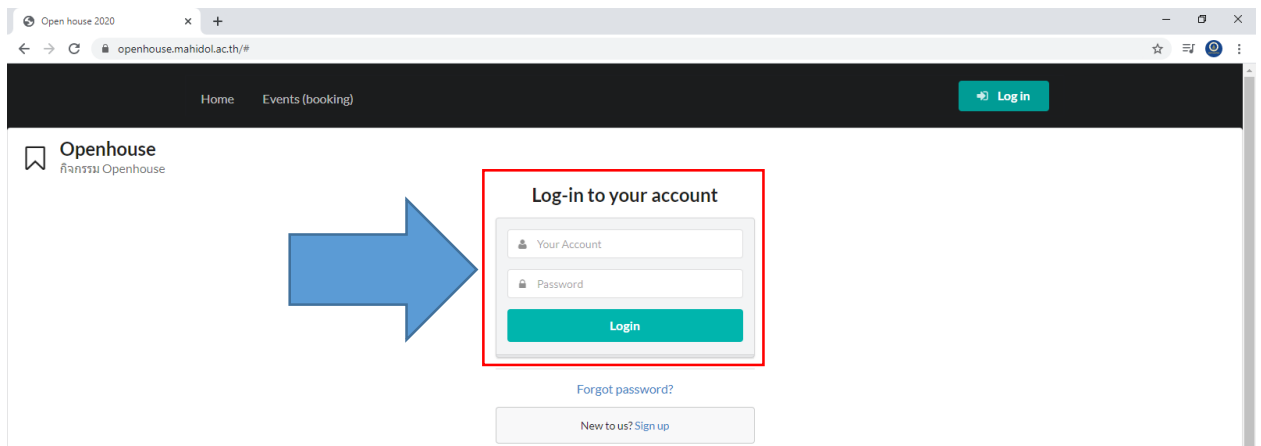 Open house 2020
openhouse.mahidol.ac.th/#
Home Events (booking) Log in
Openhouse
กิจกรรม Openhouse
Log-in to your account
Your Account
Password
Login
Forgot password?
New to us? Sign up